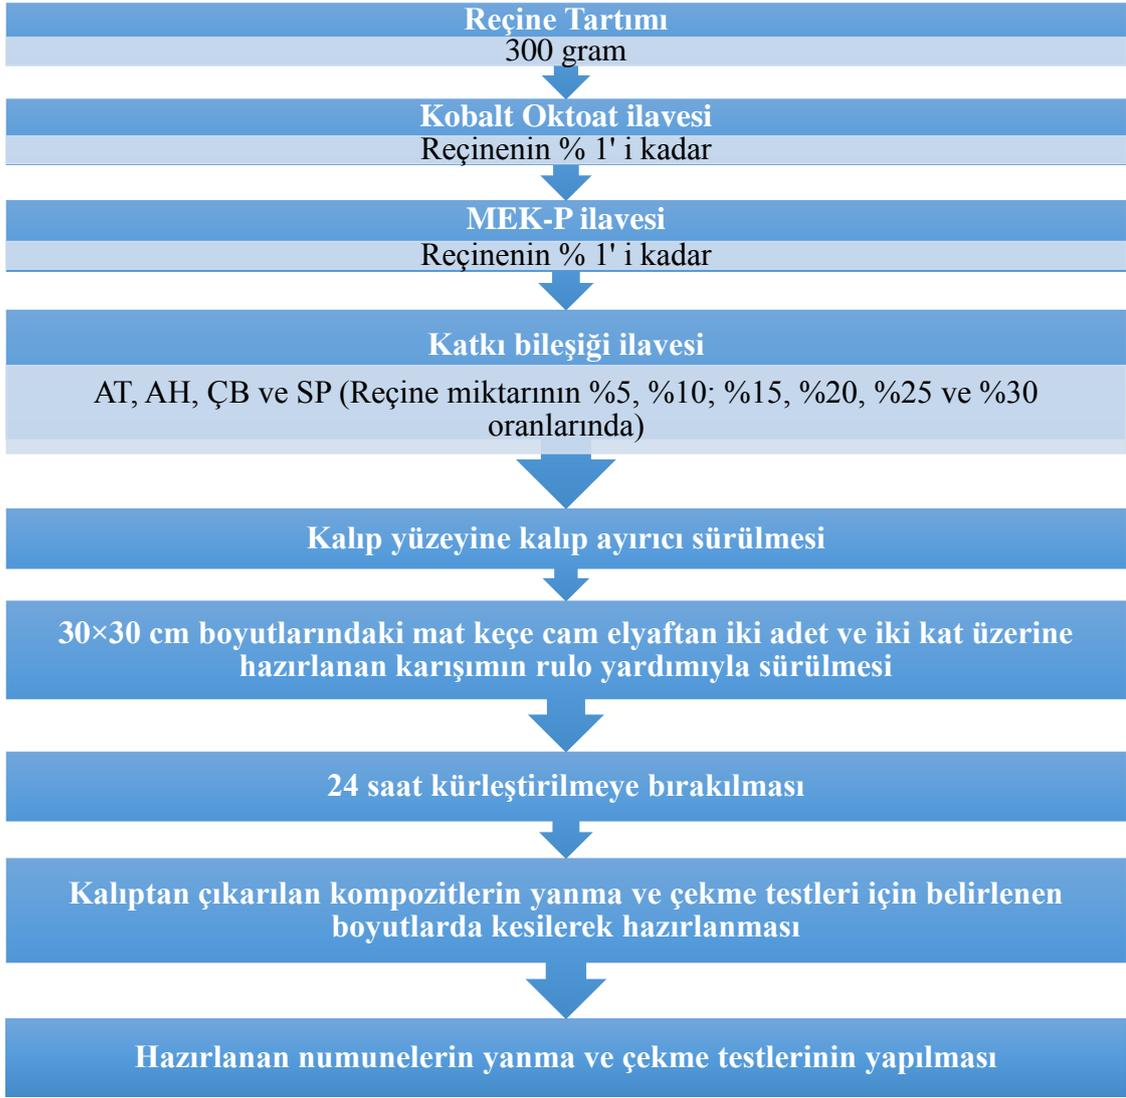 Reçine Tartımı
300 gram
Kobalt Oktoat ilavesi
Reçinenin % 1' i kadar
MEK-P ilavesi
Reçinenin % 1' i kadar
Katkı bileşiği ilavesi
AT, AH, ÇB ve SP (Reçine miktarının %5, %10; %15, %20, %25 ve %30
oranlarında)
Kalıp yüzeyine kalıp ayırıcı sürülmesi
30×30 cm boyutlarındaki mat keçe cam elyaftan iki adet ve iki kat üzerine
hazırlanan karışımın rulo yardımıyla sürülmesi
24 saat kürleştirilmeye bırakılması
Kalıptan çıkarılan kompozitlerin yanma ve çekme testleri için belirlenen
boyutlarda kesilerek hazırlanması
Hazırlanan numunelerin yanma ve çekme testlerinin yapılması